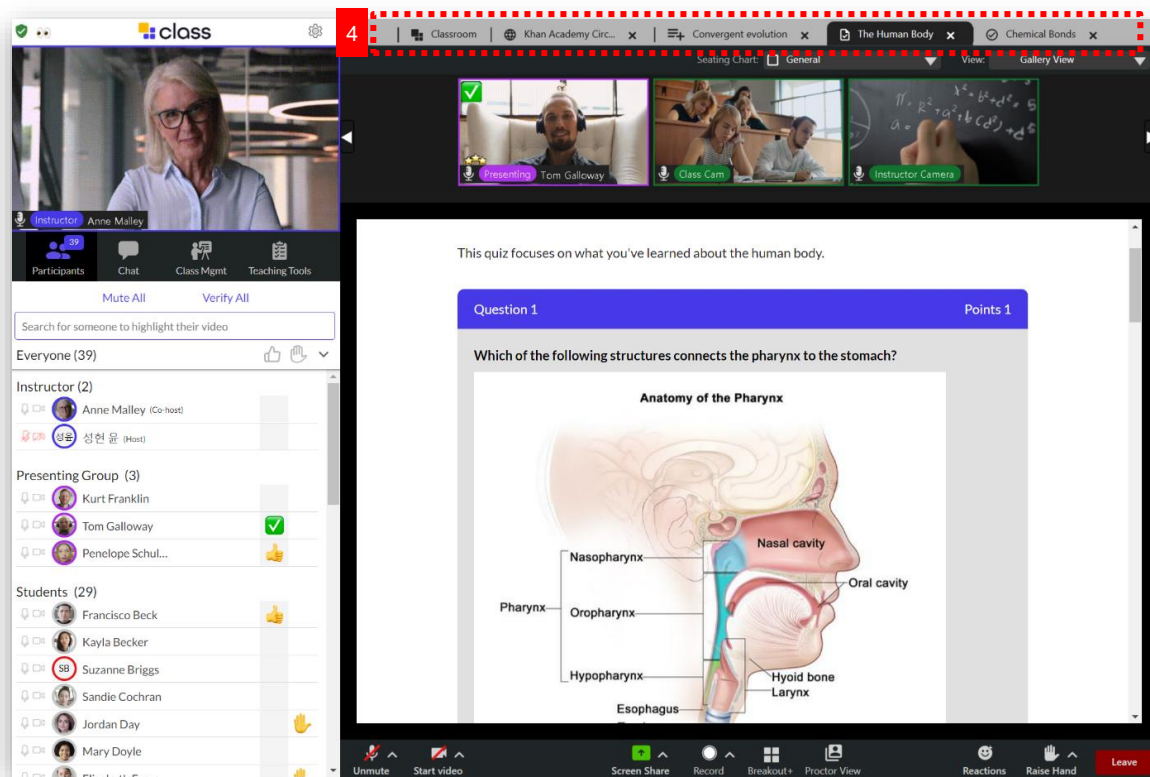 class
4
Classroom
Khan Academy Circ...
Convergent evolution
The Human Body
Chemical Bonds
Seating Chart: General
View: Gallery View
Presenting Tom Galloway
Class Cam
Instructor Camera
Instructor Anne Malley
39
Participants
Chat
Class Mgmt
Teaching Tools
Mute All
Verify All
Search for someone to highlight their video
Everyone (39)
Instructor (2)
Anne Malley (Co-host)
성윤 성현 윤 (Host)
Presenting Group (3)
Kurt Franklin
Tom Galloway
Penelope Schul...
Students (29)
Francisco Beck
Kayla Becker
SB Suzanne Briggs
Sandie Cochran
Jordan Day
Mary Doyle
This quiz focuses on what you've learned about the human body.
Question 1
Points 1
Which of the following structures connects the pharynx to the stomach?
Anatomy of the Pharynx
Nasal cavity
Nasopharynx
Oral cavity
Pharynx
Oropharynx
Hypopharynx
Hyoid bone
Larynx
Esophagus
Unmute
Start video
Screen Share
Record
Breakout+
Proctor View
Reactions
Raise Hand
Leave